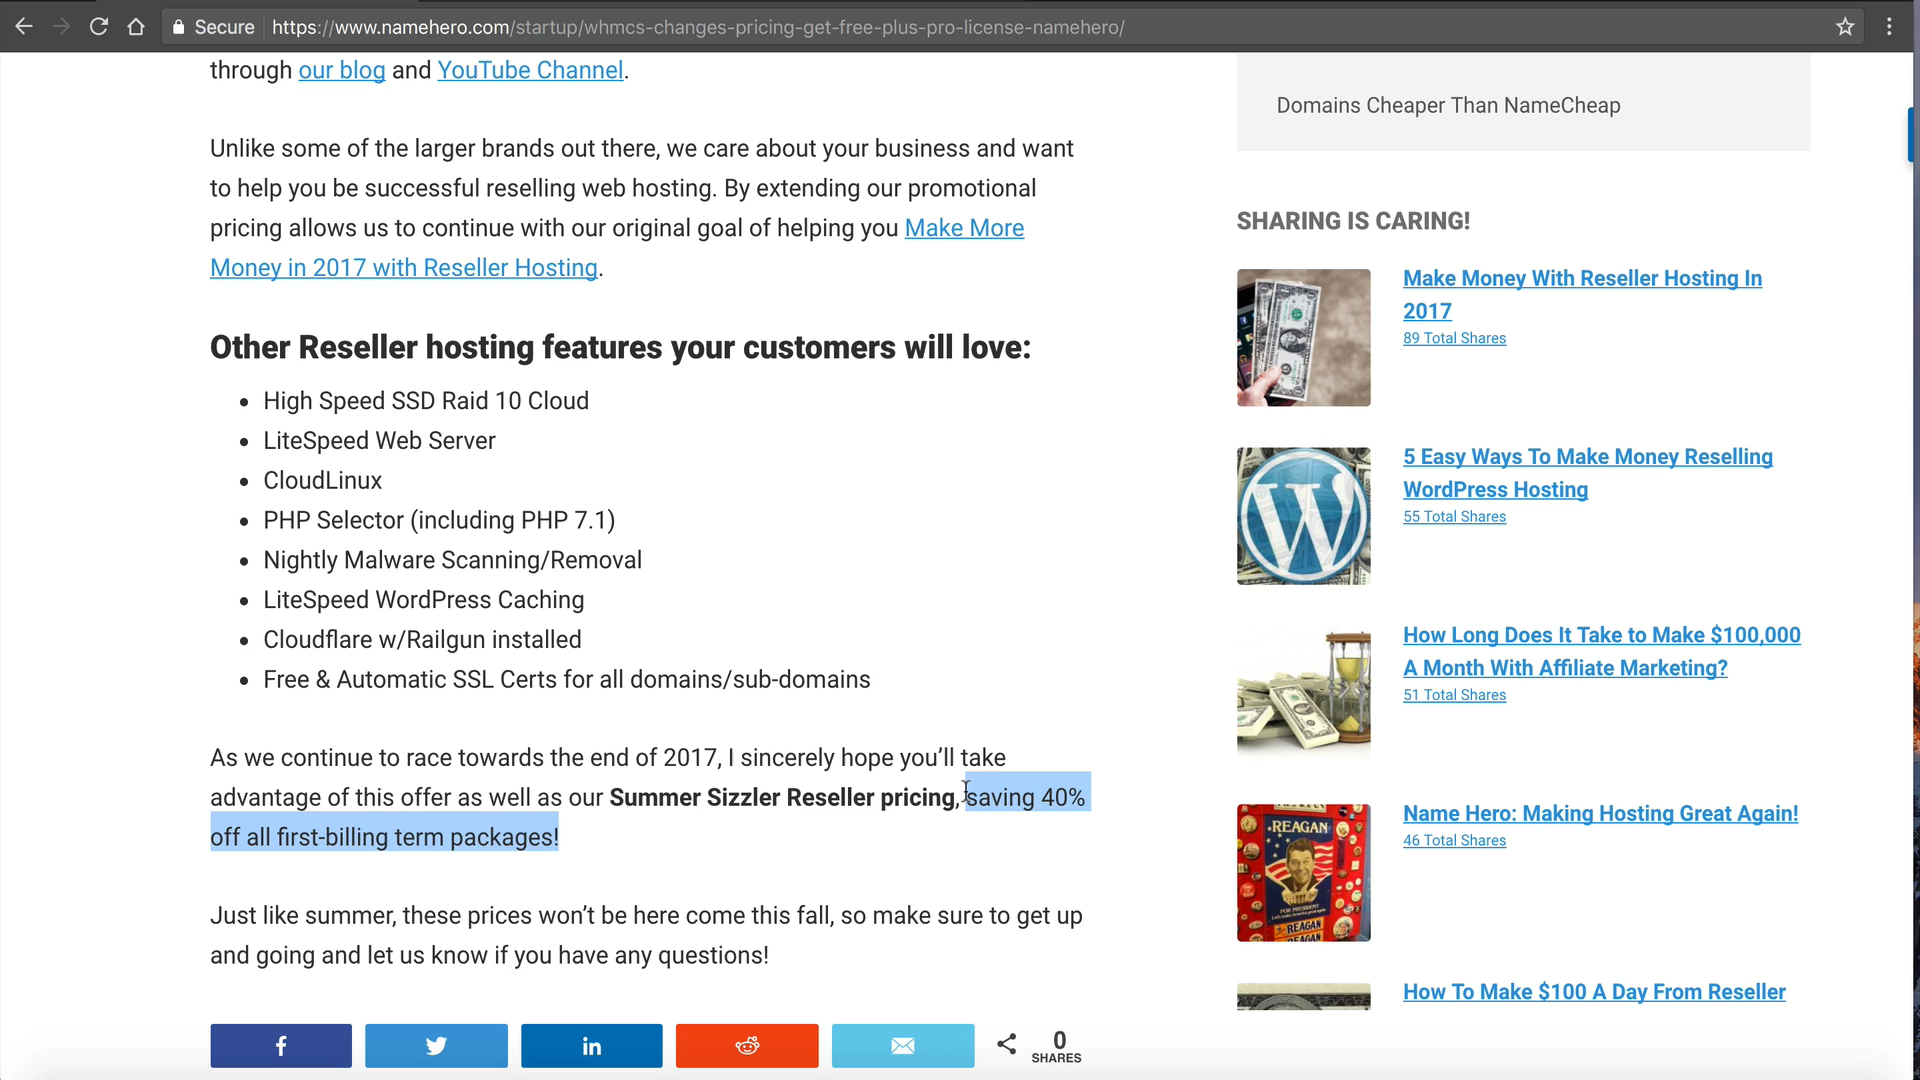 Secure https://www.namehero.com/startup/whmcs-changes-pricing-get-free-plus-pro-license-namehero/
through our blog and YouTube Channel.
Unlike some of the larger brands out there, we care about your business and want
to help you be successful reselling web hosting. By extending our promotional
pricing allows us to continue with our original goal of helping you Make More
Money in 2017 with Reseller Hosting.
Other Reseller hosting features your customers will love:
• High Speed SSD Raid 10 Cloud
• LiteSpeed Web Server
• CloudLinux
• PHP Selector (including PHP 7.1)
• Nightly Malware Scanning/Removal
• LiteSpeed WordPress Caching
• Cloudflare w/Railgun installed
• Free & Automatic SSL Certs for all domains/sub-domains
As we continue to race towards the end of 2017, I sincerely hope you’ll take
advantage of this offer as well as our Summer Sizzler Reseller pricing, saving 40%
off all first-billing term packages!
Just like summer, these prices won’t be here come this fall, so make sure to get up
and going and let us know if you have any questions!
0
SHARES
Domains Cheaper Than NameCheap
SHARING IS CARING!
Make Money With Reseller Hosting In
2017
89 Total Shares
5 Easy Ways To Make Money Reselling
WordPress Hosting
55 Total Shares
How Long Does It Take to Make $100,000
A Month With Affiliate Marketing?
51 Total Shares
REAGAN
FOR PRESIDENT
REAGAN
Name Hero: Making Hosting Great Again!
46 Total Shares
How To Make $100 A Day From Reseller